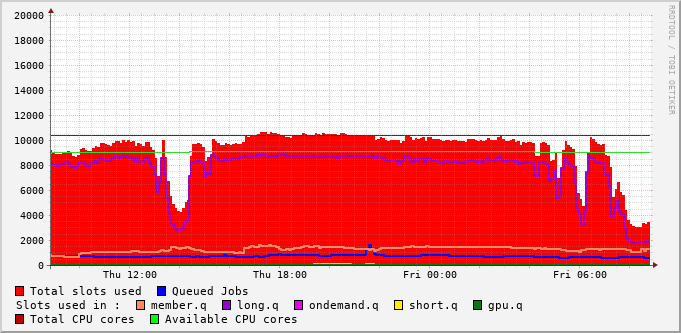 20000
18000
16000
14000
12000
10000
8000
6000
4000
2000
0
Thu 12:00 Thu 18:00 Fri 00:00 Fri 06:00
RRDTOOL / TOBI OETIKER
Total slots used Queued Jobs
Slots used in : member.q long.q ondemand.q short.q gpu.q
Total CPU cores Available CPU cores